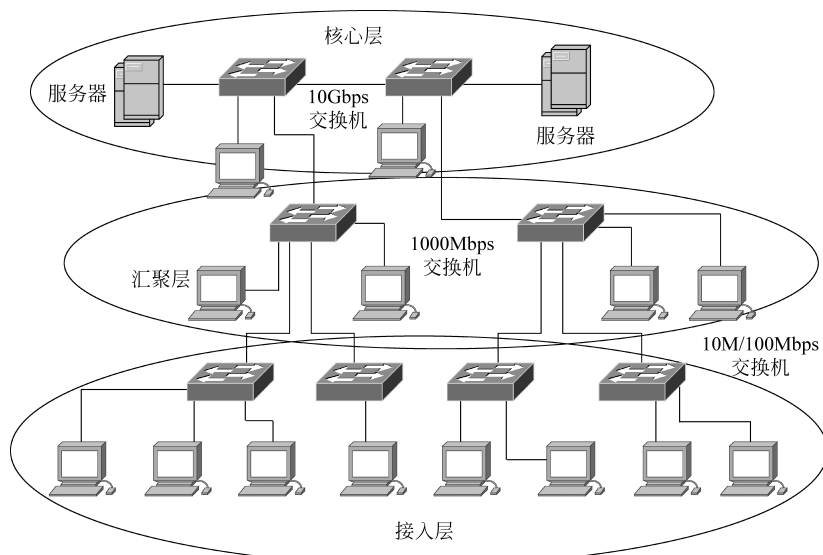 核心层
服务器
10Gbps
交换机
服务器
汇聚层
1000Mbps
交换机
10M/100Mbps
交换机
接入层